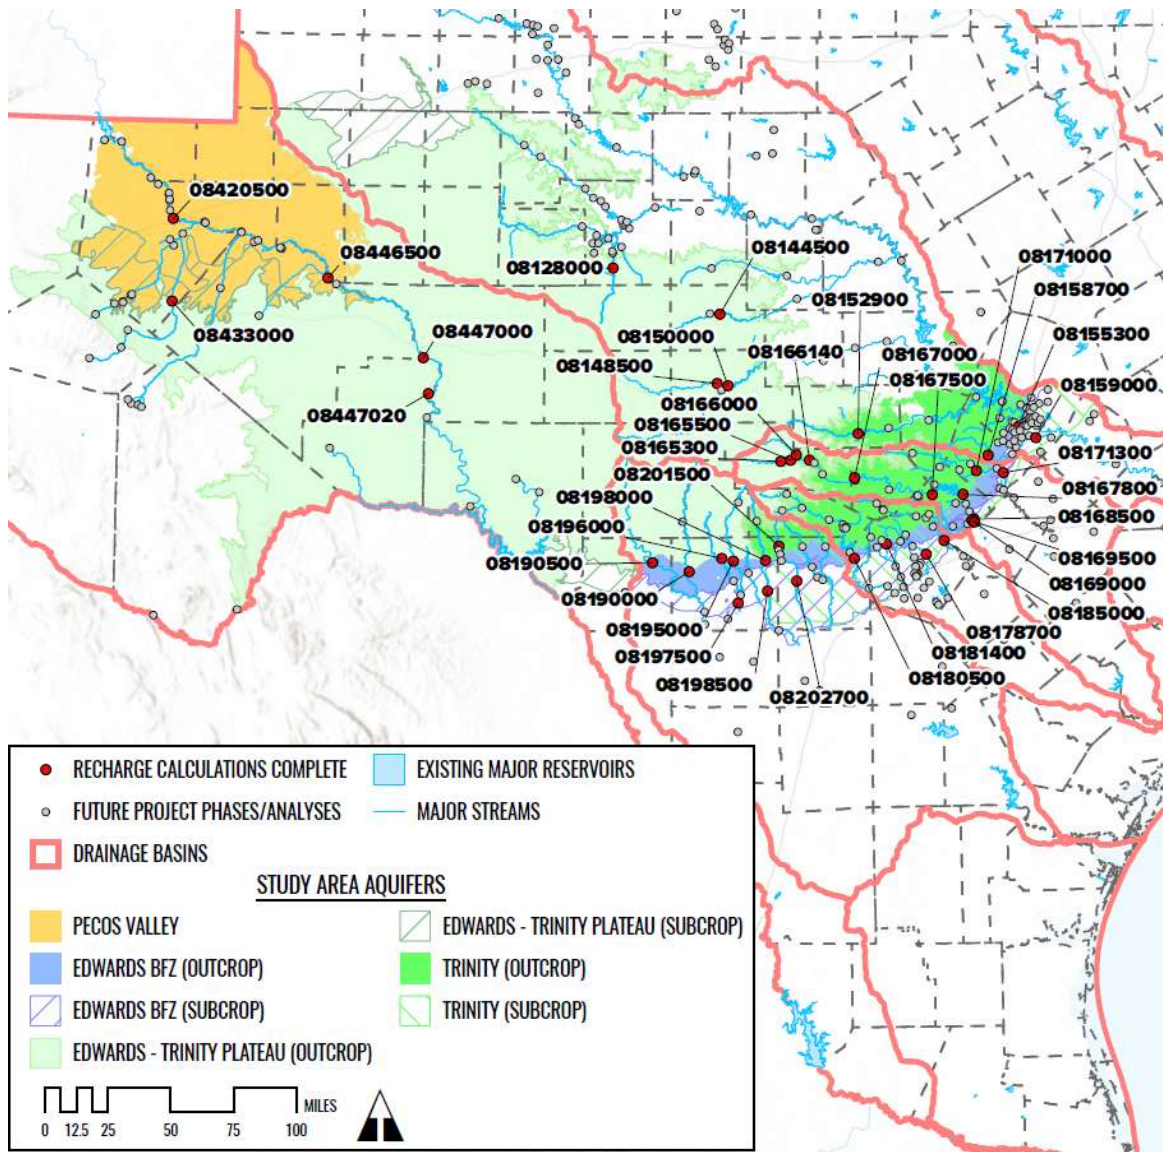 08420500
08446500
08433000
08447000
08447020
08128000
08144500
08152900
08150000
08148500
08166140
08167000
08167500
08171000
08158700
08155300
08159000
08166000
08165500
08165300
08201500
08198000
08196000
08190500
08190000
08195000
08197500
08198500
08202700
08171300
08167800
08168500
08169500
08169000
08185000
08178700
08181400
08180500
RECHARGE CALCULATIONS COMPLETE
EXISTING MAJOR RESERVOIRS
FUTURE PROJECT PHASES/ANALYSES
MAJOR STREAMS
DRAINAGE BASINS
STUDY AREA AQUIFERS
PECOS VALLEY
EDWARDS - TRINITY PLATEAU (SUBCROP)
EDWARDS BFZ (OUTCROP)
TRINITY (OUTCROP)
EDWARDS BFZ (SUBCROP)
TRINITY (SUBCROP)
EDWARDS - TRINITY PLATEAU (OUTCROP)
MILES
0 12.5 25 50 75 100